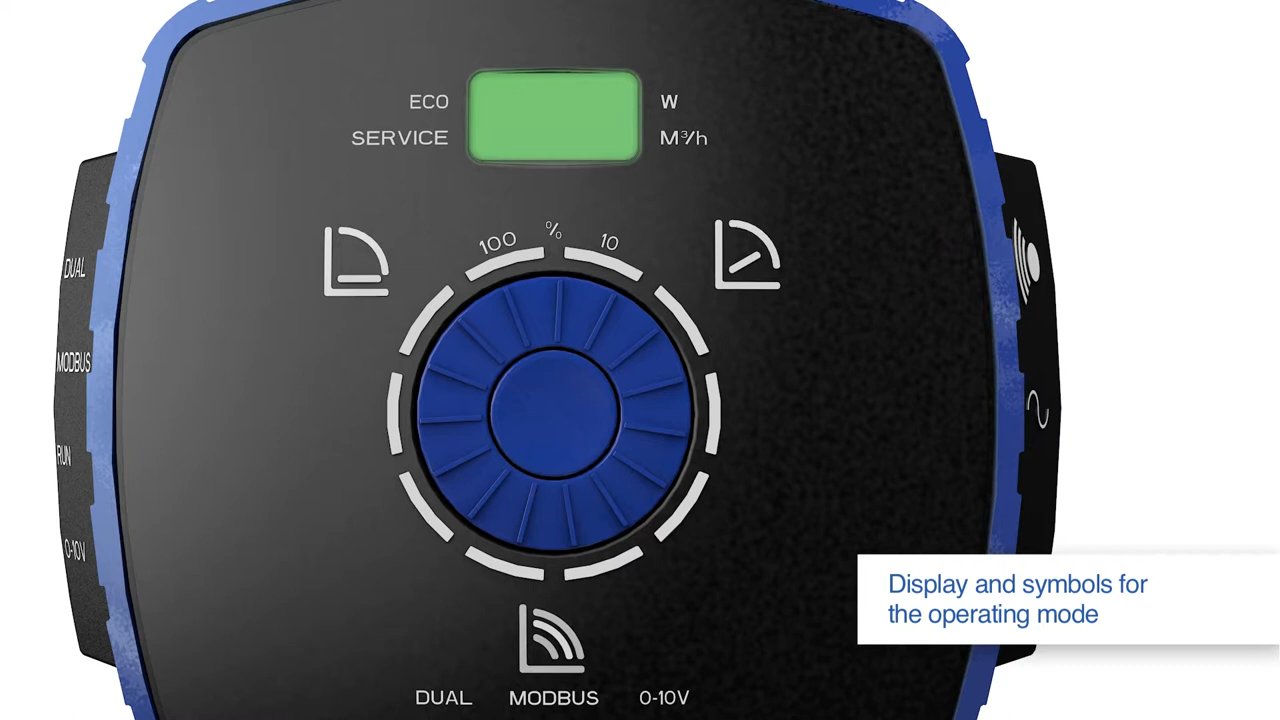 ECO
W
SERVICE
M³/h
100 % 10
DUAL
MODBUS
RUN
0-10V
Display and symbols for
the operating mode
DUAL MODBUS 0-10V